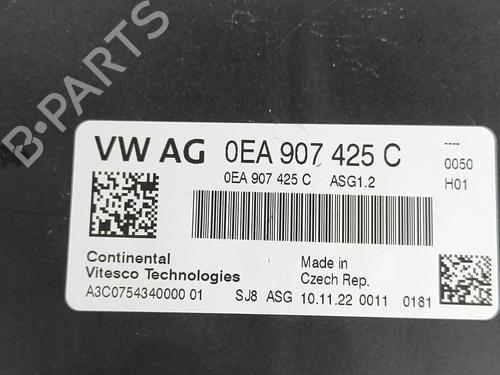 B-PARTS
VW AG 0EA 907 425 C
----
0050
0EA 907 425 C ASG1.2
H01
Continental
Vitesco Technologies
Made in
Czech Rep.
A3C0754340000 01 SJ8 ASG 10.11.22 0011 0181